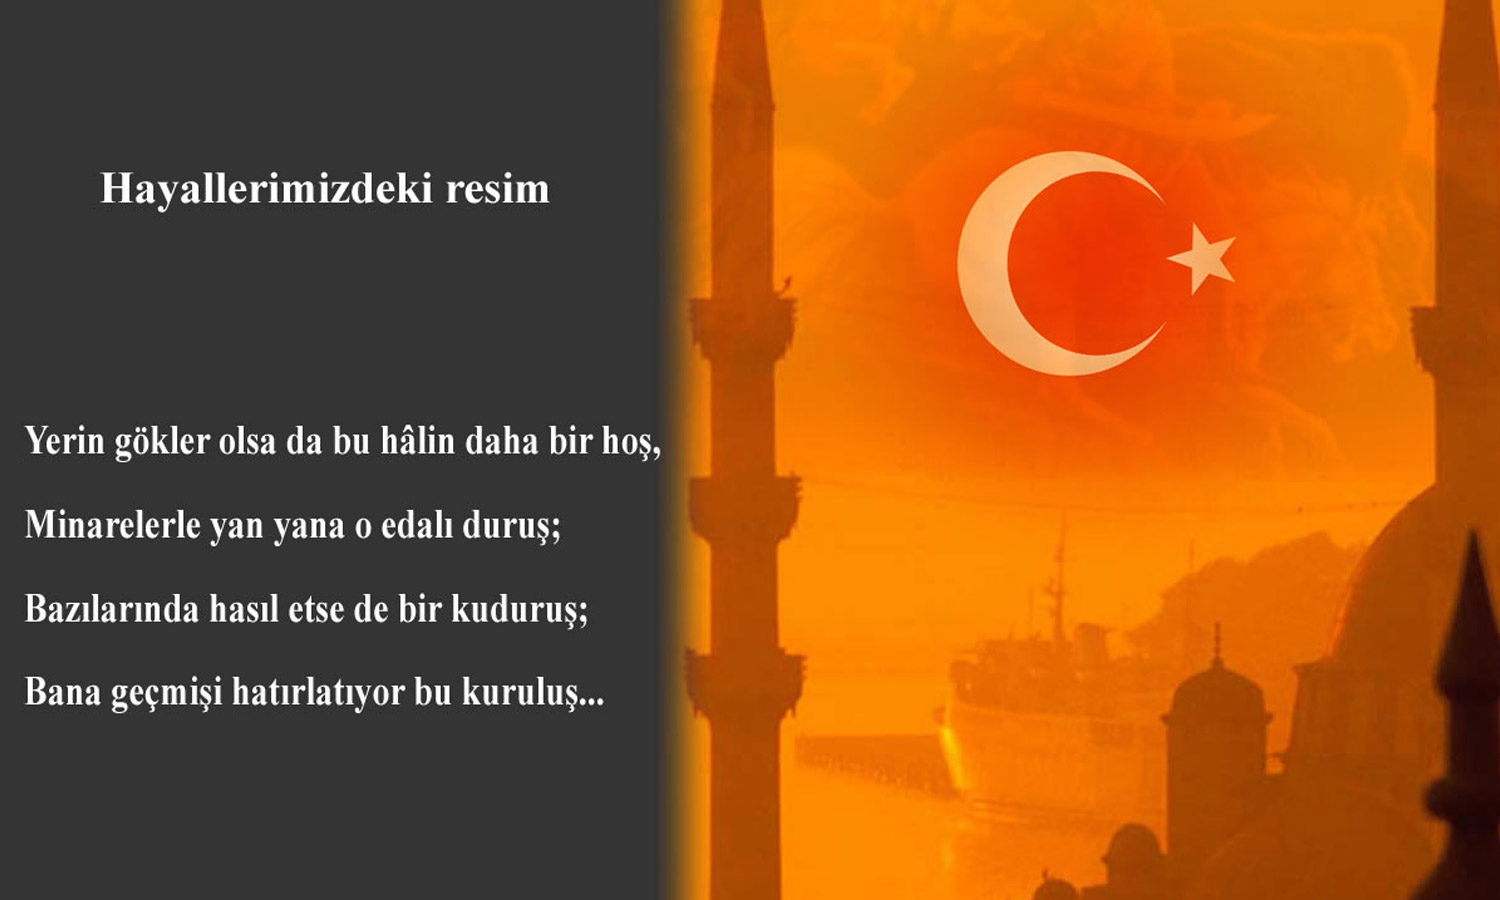 Hayallerimizdeki resim
Yerin gökler olsa da bu hâlin daha bir hoş,
Minarelerle yan yana o edalı duruş;
Bazılarında hasıl etse de bir kuduruş;
Bana geçmişi hatırlatıyor bu kuruluş...